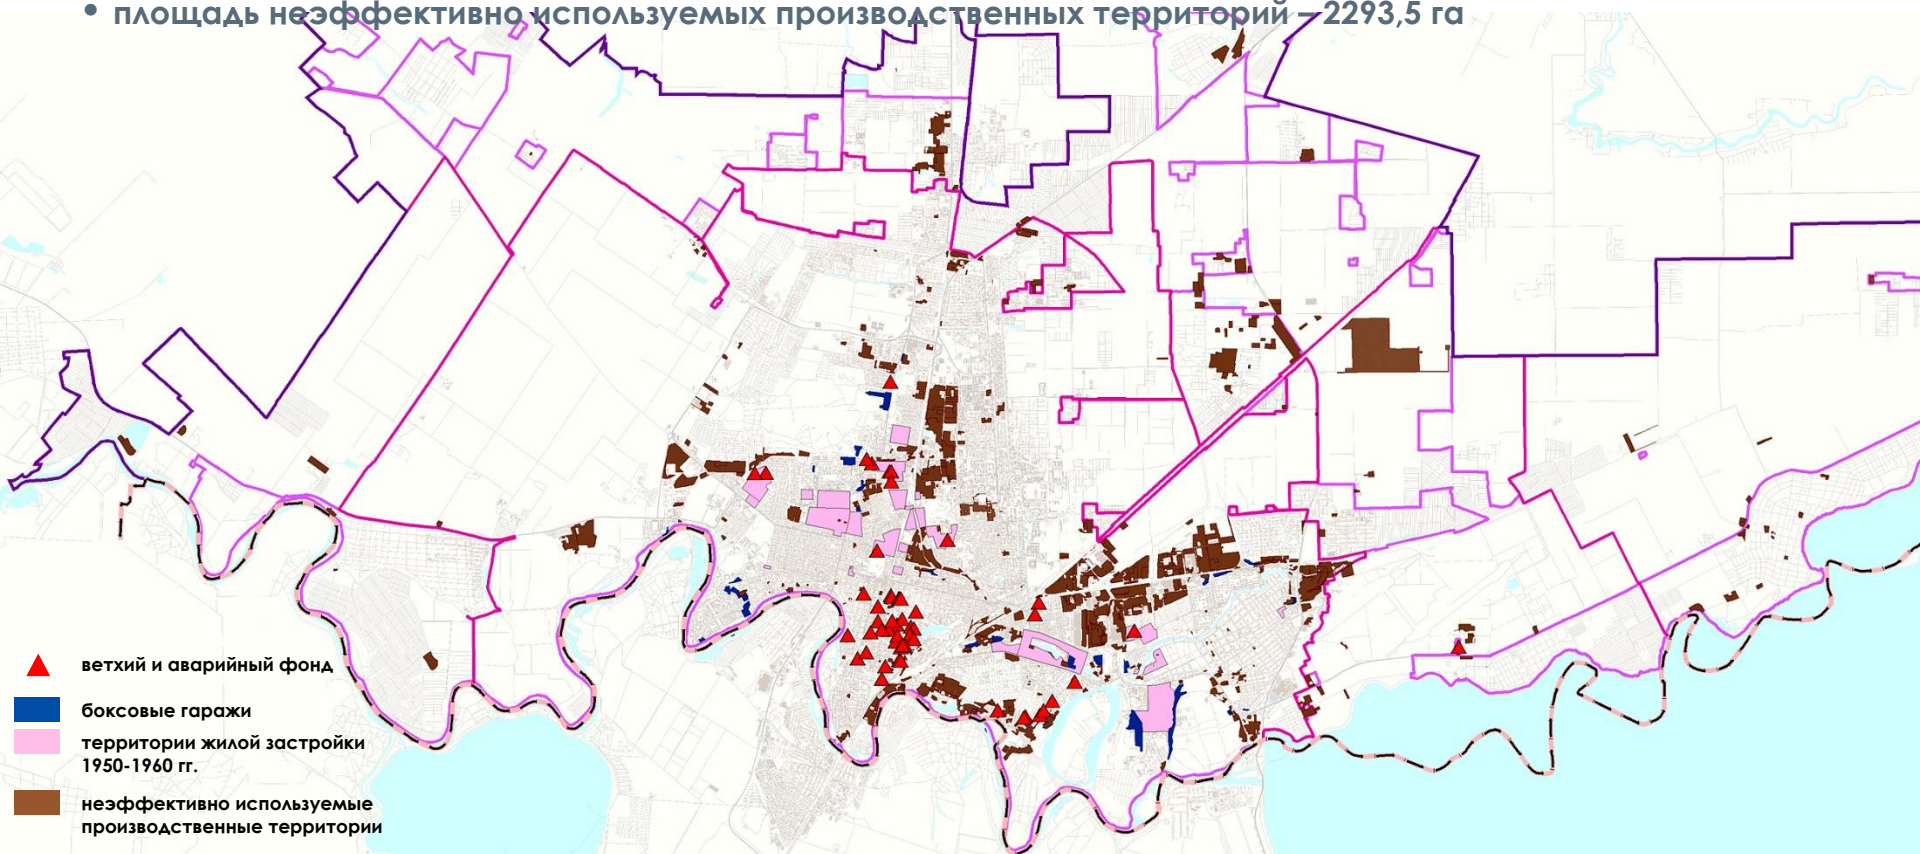 • площадь неэффективно используемых производственных территорий – 2293,5 га
ветхий и аварийный фонд
боксовые гаражи
территории жилой застройки
1950-1960 гг.
неэффективно используемые
производственные территории